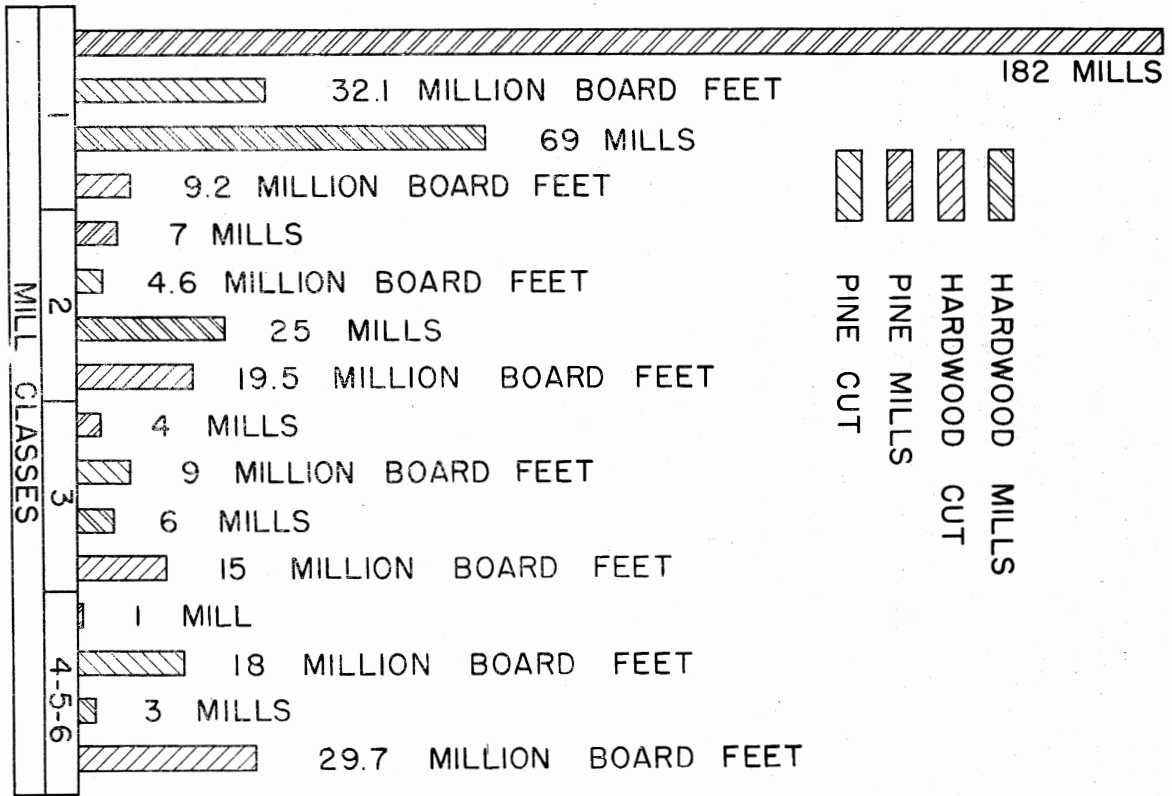 182 MILLS
32.1 MILLION BOARD FEET
69 MILLS
9.2 MILLION BOARD FEET
7 MILLS
4.6 MILLION BOARD FEET
25 MILLS
19.5 MILLION BOARD FEET
4 MILLS
9 MILLION BOARD FEET
6 MILLS
15 MILLION BOARD FEET
1 MILL
18 MILLION BOARD FEET
3 MILLS
29.7 MILLION BOARD FEET
1
2
3
4-5-6
MILL CLASSES
HARDWOOD MILLS
HARDWOOD CUT
PINE MILLS
PINE CUT